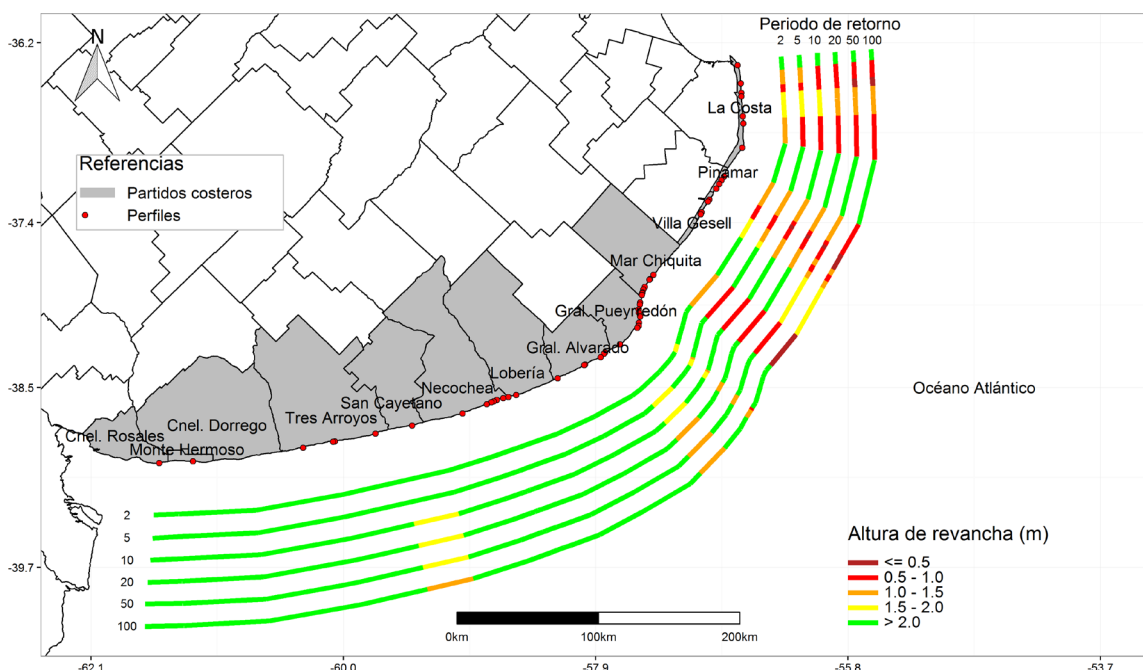 Periodo de retorno
2 5 10 20 50 100
-36.2
-37.4
-38.5
-39.7
N
Referencias
Partidos costeros
Perfiles
La Costa
Pinamar
Villa Gesell
Mar Chiquita
Gral. Pueyrredón
Gral. Alvarado
Lobería
Necochea
San Cayetano
Tres Arroyos
Cnel. Dorrego
Cnel. Rosales
Monte Hermoso
Océano Atlántico
2
5
10
20
50
100
Altura de revancha (m)
<= 0.5
0.5 - 1.0
1.0 - 1.5
1.5 - 2.0
> 2.0
0km 100km 200km
-62.1 -60.0 -57.9 -55.8 -53.7